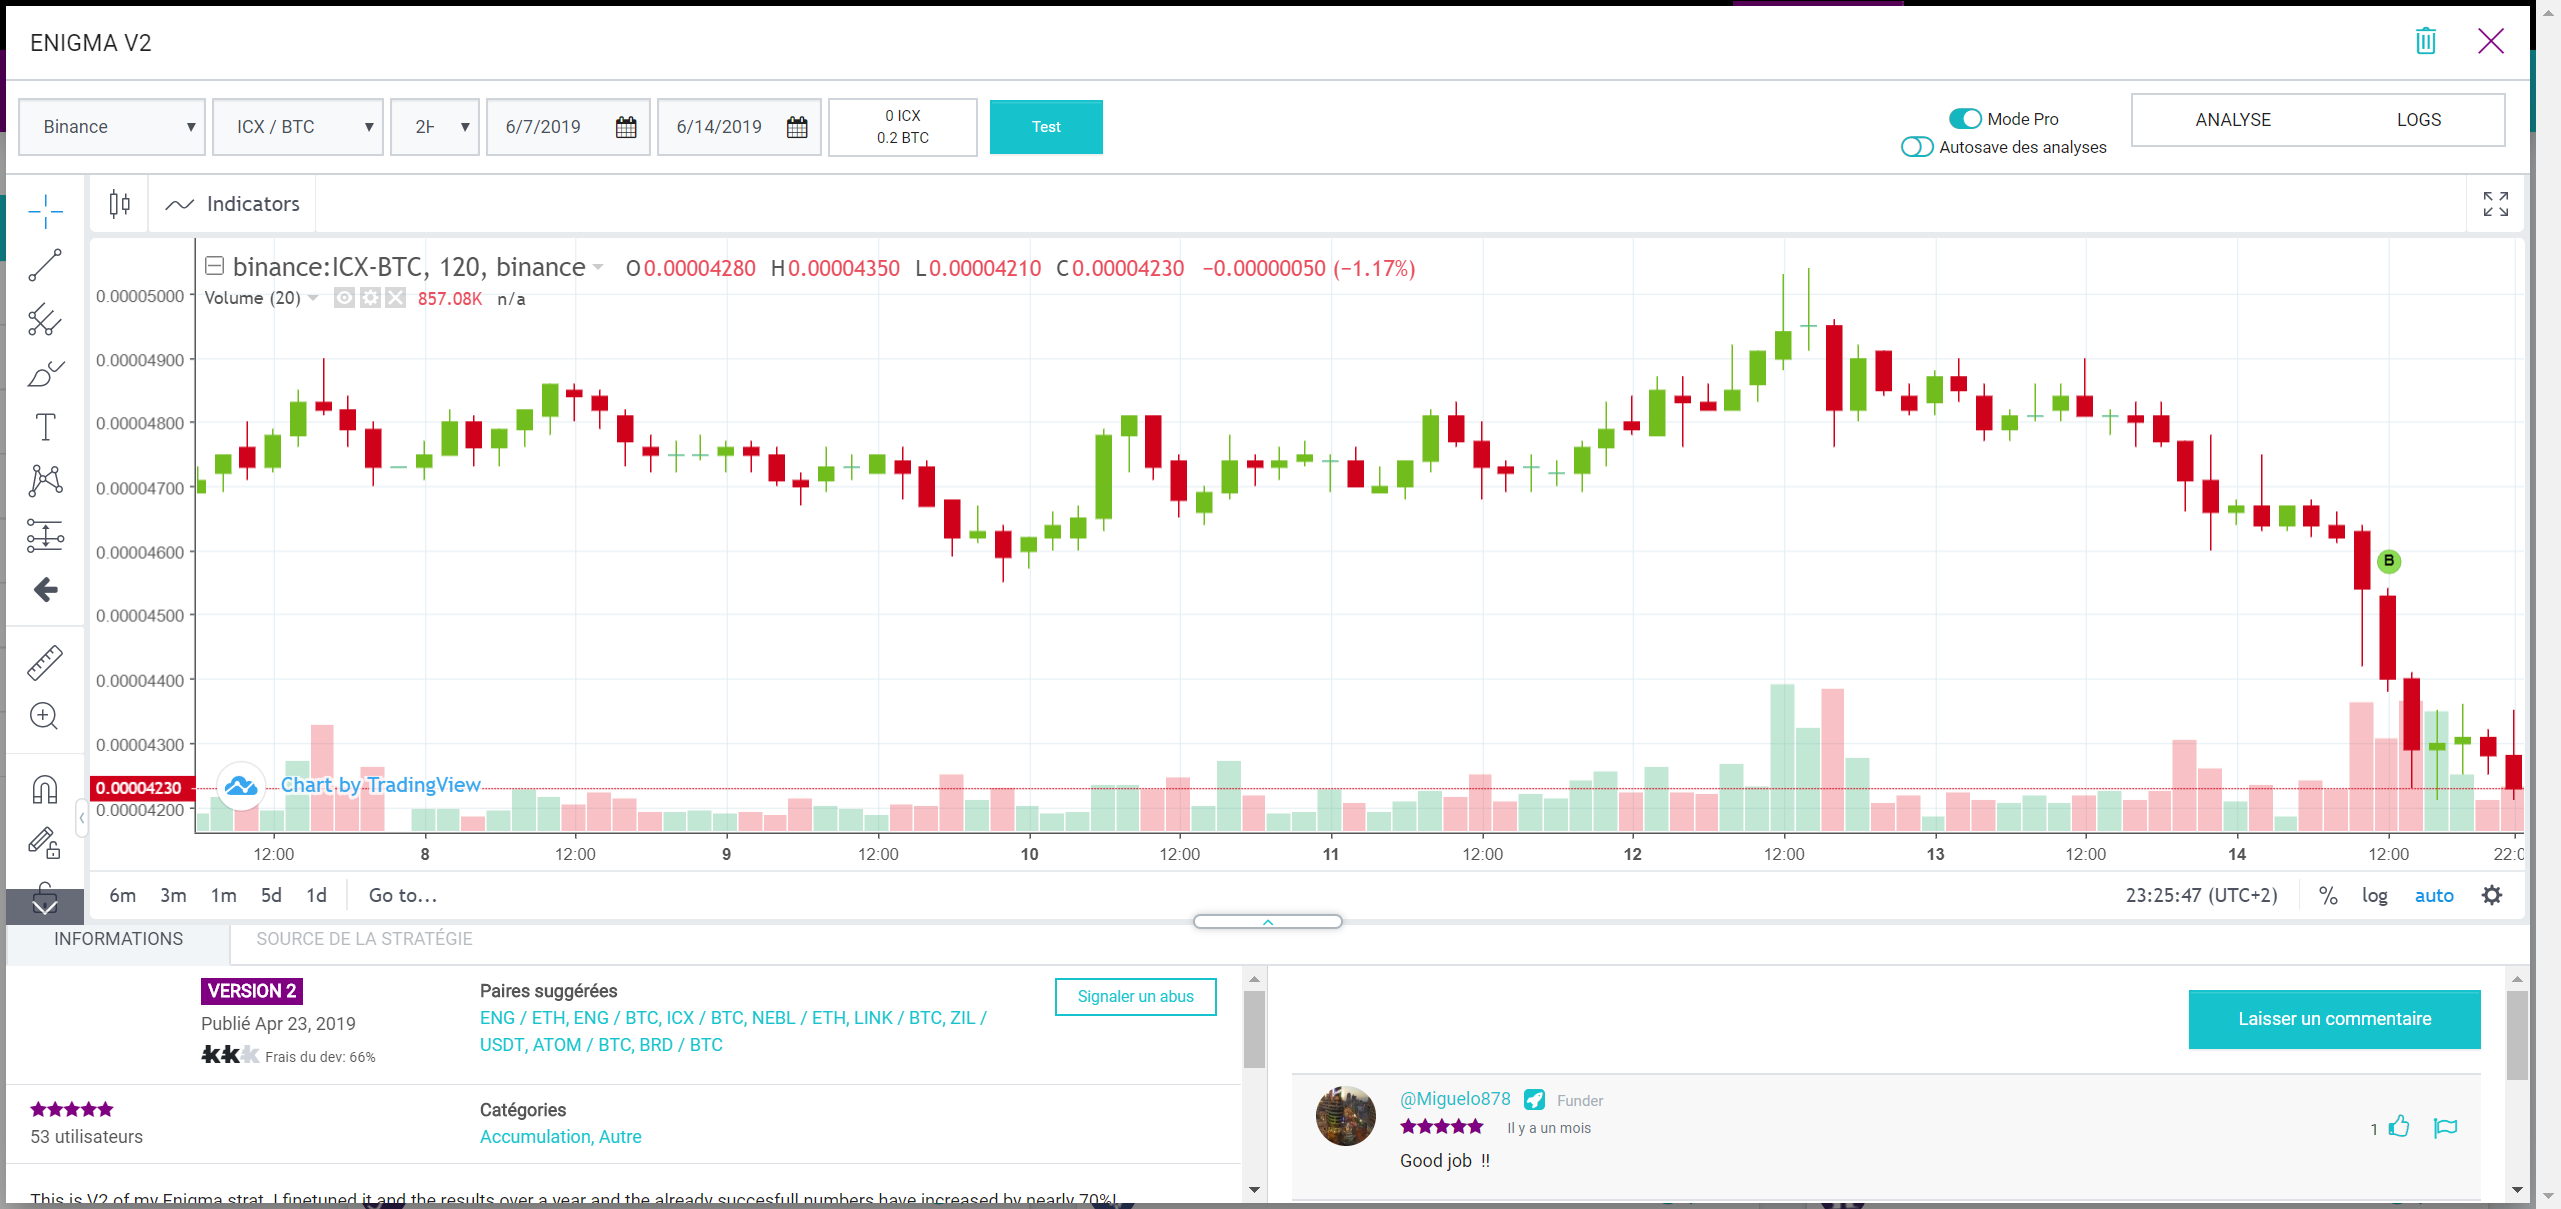 ENIGMA V2
Binance
ICX / BTC
2H
6/7/2019
6/14/2019
0 ICX
0.2 BTC
Test
Mode Pro
Autosave des analyses
ANALYSE
LOGS
Indicators
binance:ICX-BTC, 120, binance O0.00004280 H0.00004350 L0.00004210 C0.00004230 −0.00000050 (−1.17%)
Volume (20) 857.08K n/a
0.00005000
0.00004900
0.00004800
0.00004700
0.00004600
0.00004500
0.00004400
0.00004300
0.00004230
0.00004200
B
Chart by TradingView
12:00 8 12:00 9 12:00 10 12:00 11 12:00 12 12:00 13 12:00 14 12:00 22:0
6m 3m 1m 5d 1d Go to...
23:25:47 (UTC+2) % log auto
INFORMATIONS
SOURCE DE LA STRATÉGIE
VERSION 2
Publié Apr 23, 2019
Frais du dev: 66%
Paires suggérées
ENG / ETH, ENG / BTC, ICX / BTC, NEBL / ETH, LINK / BTC, ZIL /
USDT, ATOM / BTC, BRD / BTC
Signaler un abus
53 utilisateurs
Catégories
Accumulation, Autre
This is V2 of my Enigma strat. I finetuned it and the results over a year and the already succesfull numbers have increased by nearly 70%!
Laisser un commentaire
@Miguelo878 Funder
Il y a un mois
Good job !!
1